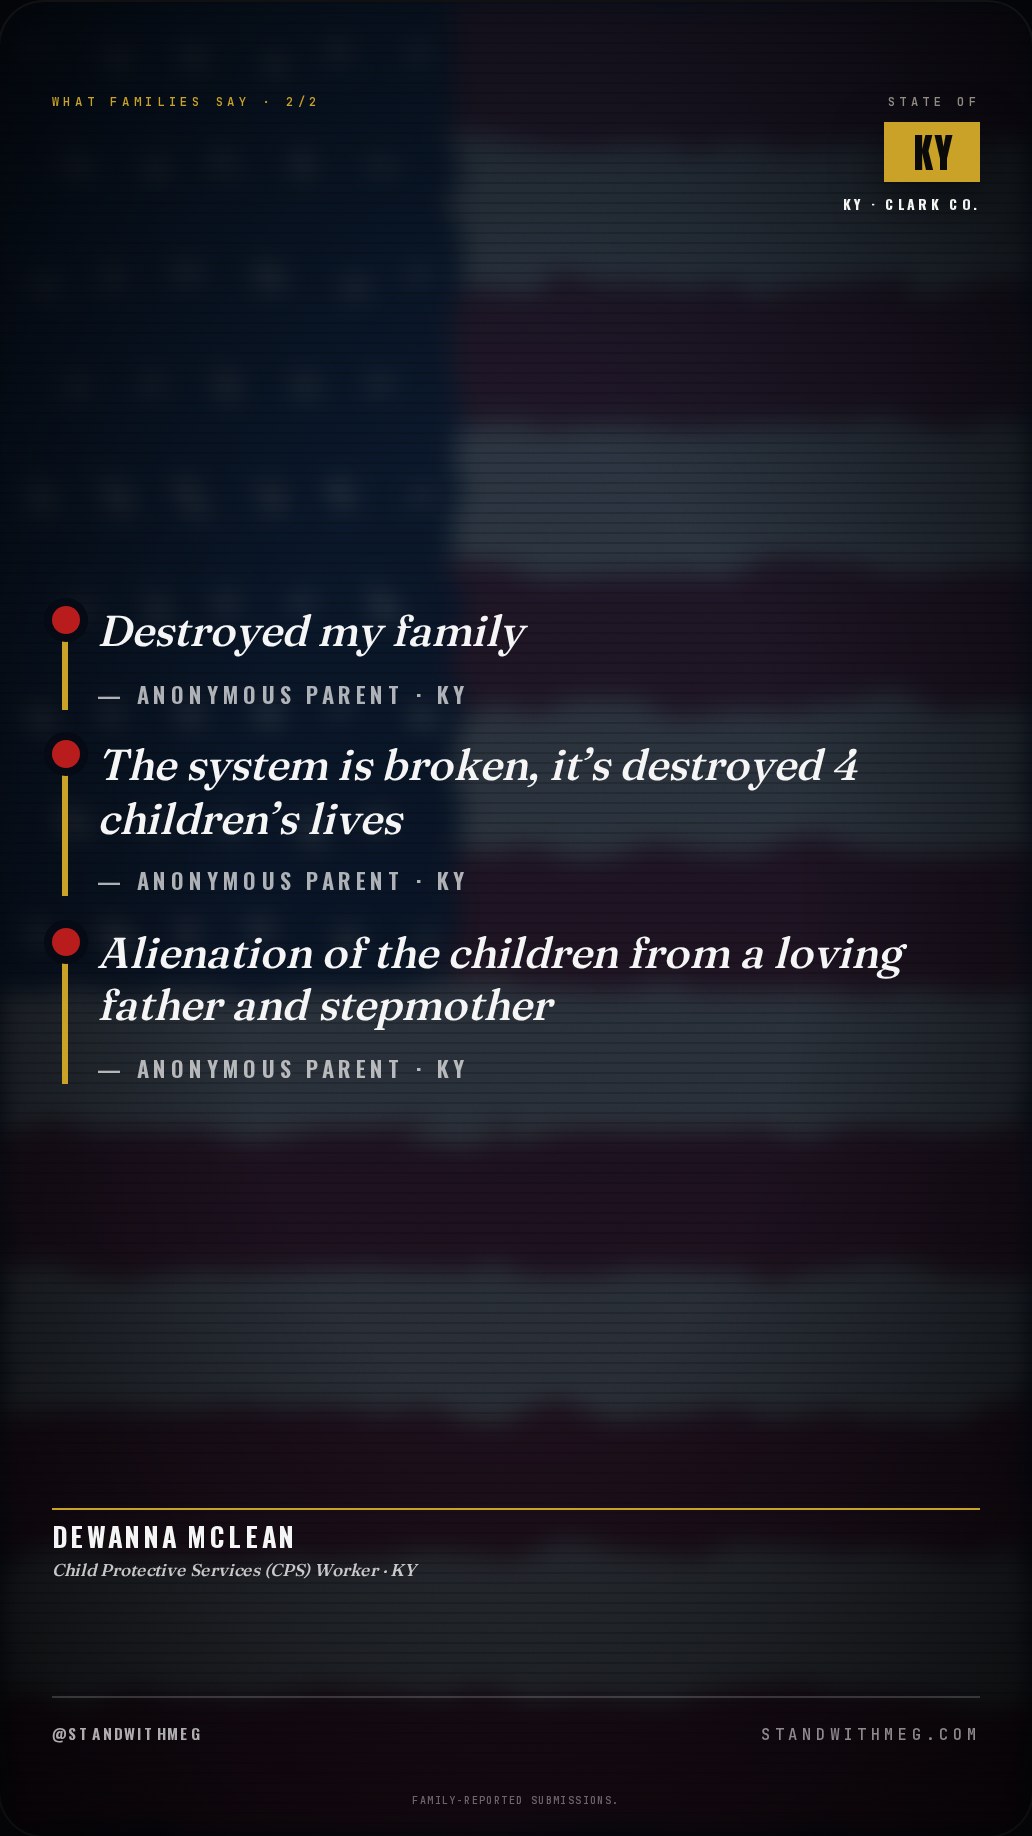 WHAT FAMILIES SAY · 2/2
STATE OF
KY
KY · CLARK CO.
Destroyed my family
— ANONYMOUS PARENT · KY
The system is broken, it’s destroyed 4
children’s lives
— ANONYMOUS PARENT · KY
Alienation of the children from a loving
father and stepmother
— ANONYMOUS PARENT · KY
DEWANNA MCLEAN
Child Protective Services (CPS) Worker · KY
@STANDWITHMEG
STANDWITHMEG.COM
FAMILY-REPORTED SUBMISSIONS.